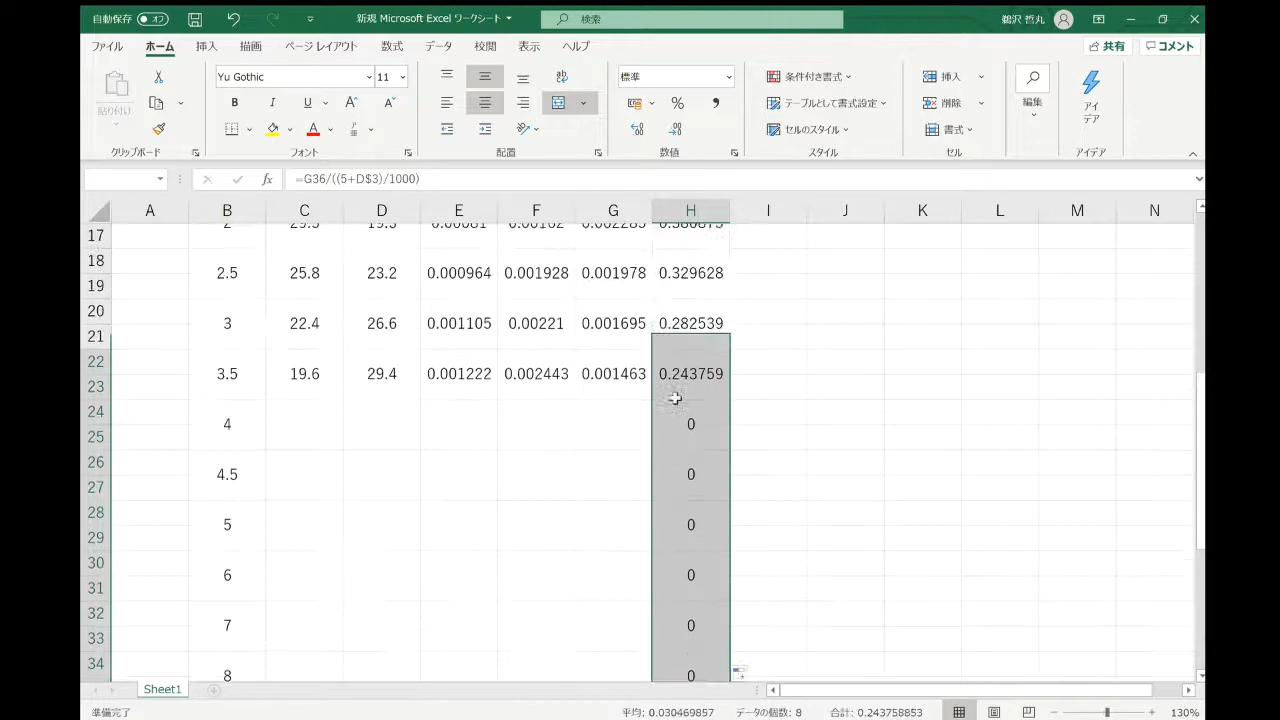 自動保存 オフ 新規 Microsoft Excel ワークシート 検索 鵜沢 哲丸
ファイル ホーム 挿入 描画 ページ レイアウト 数式 データ 校閲 表示 ヘルプ 共有 コメント
Yu Gothic 11 標準 条件付き書式 挿入
貼り付け B I U A A % 9 テーブルとして書式設定 削除 編集 アイデア
A セルのスタイル 書式
クリップボード フォント 配置 数値 スタイル セル アイデア
fx =G36/((5+D$3)/1000)
A B C D E F G H I J K L M N
17 2 29.5 19.5 0.00081 0.00162 0.002285 0.380875
18 2.5 25.8 23.2 0.000964 0.001928 0.001978 0.329628
19
20 3 22.4 26.6 0.001105 0.00221 0.001695 0.282539
21
22 3.5 19.6 29.4 0.001222 0.002443 0.001463 0.243759
23
24 4 0
25
26 4.5 0
27
28 5 0
29
30 6 0
31
32 7 0
33
34 8 0
Sheet1
準備完了 平均: 0.030469857 データの個数: 8 合計: 0.243758853 130%